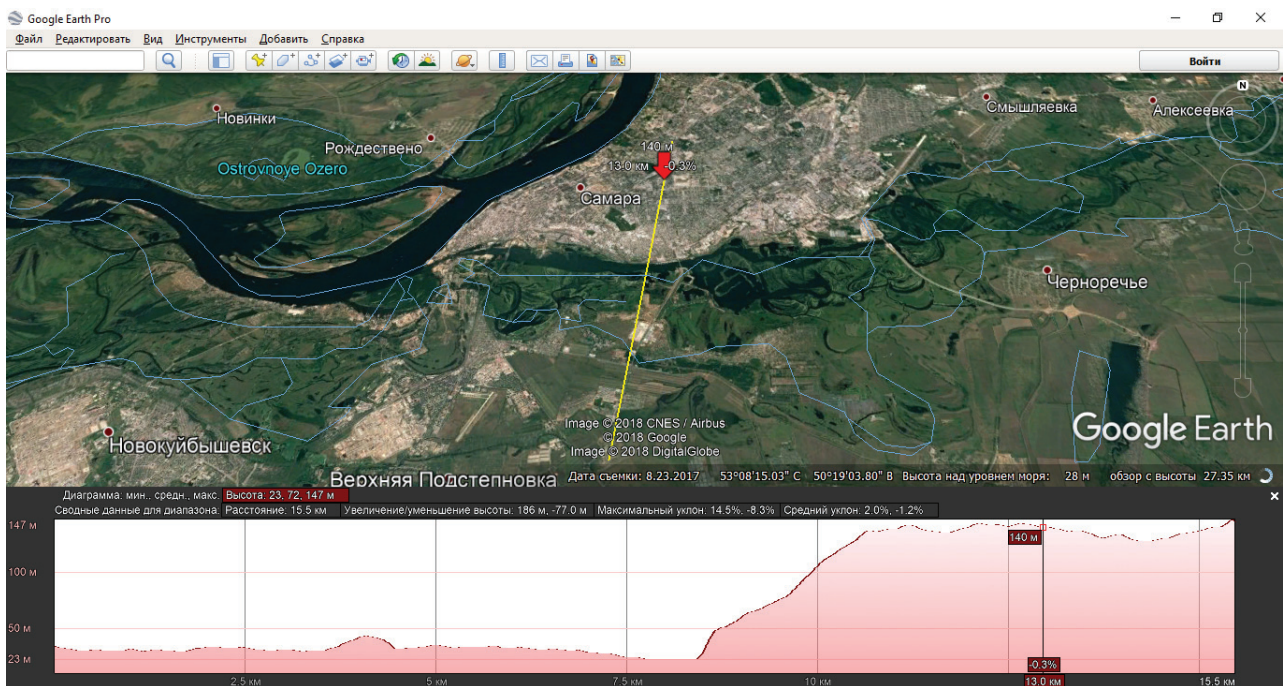 Google Earth Pro
Файл Редактировать Вид Инструменты Добавить Справка
Войти
N
Новинки
Смышляевка
Алексеевка
Рождествено
140 м
Ostrovnoye Ozero
13.0 км -0.3%
Самара
Черноречье
Image © 2018 CNES / Airbus
© 2018 Google
Image © 2018 DigitalGlobe
Google Earth
Новокуйбышевск
Верхняя Подстепновка
Дата съемки: 8.23.2017 53°08'15.03" С 50°19'03.80" В Высота над уровнем моря: 28 м обзор с высоты 27.35 км
Диаграмма: мин., средн., макс. Высота: 23, 72, 147 м
Сводные данные для диапазона: Расстояние: 15.5 км Увеличение/уменьшение высоты: 186 м, -77.0 м Максимальный уклон: 14.5%, -8.3% Средний уклон: 2.0%, -1.2%
147 м
140 м
100 м
50 м
23 м
-0.3%
2.5 км 5 км 7.5 км 10 км 13.0 км 15.5 км